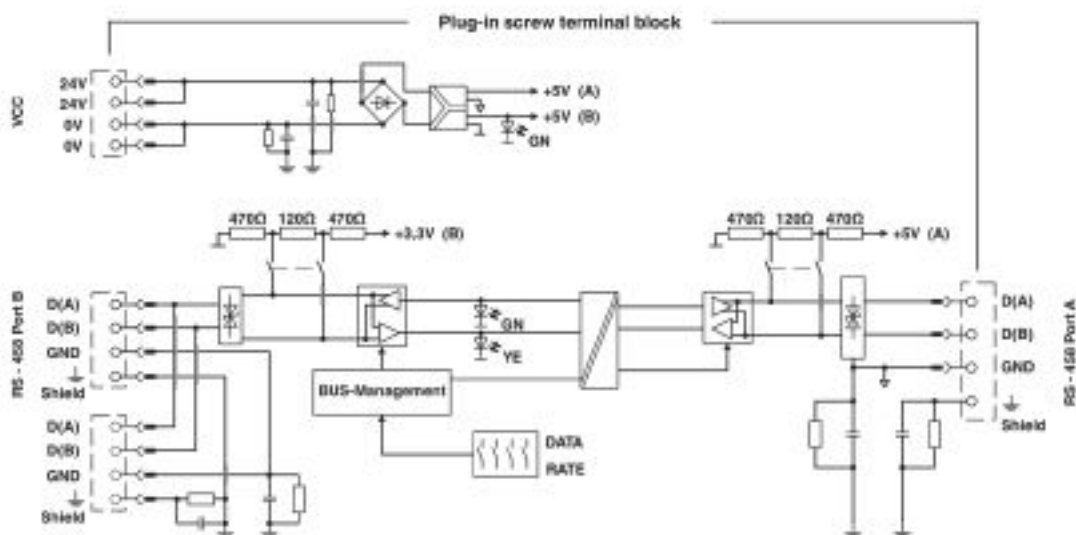 Plug-in screw terminal block
VCC
24V
24V
0V
0V
+5V (A)
+5V (B)
GN
470Ω 120Ω 470Ω
+3,3V (B)
470Ω 120Ω 470Ω
+5V (A)
RS - 458 Port B
D(A)
D(B)
GND
Shield
D(A)
D(B)
GND
Shield
GN
YE
BUS-Management
DATA
RATE
D(A)
D(B)
GND
Shield
RS - 458 Port A